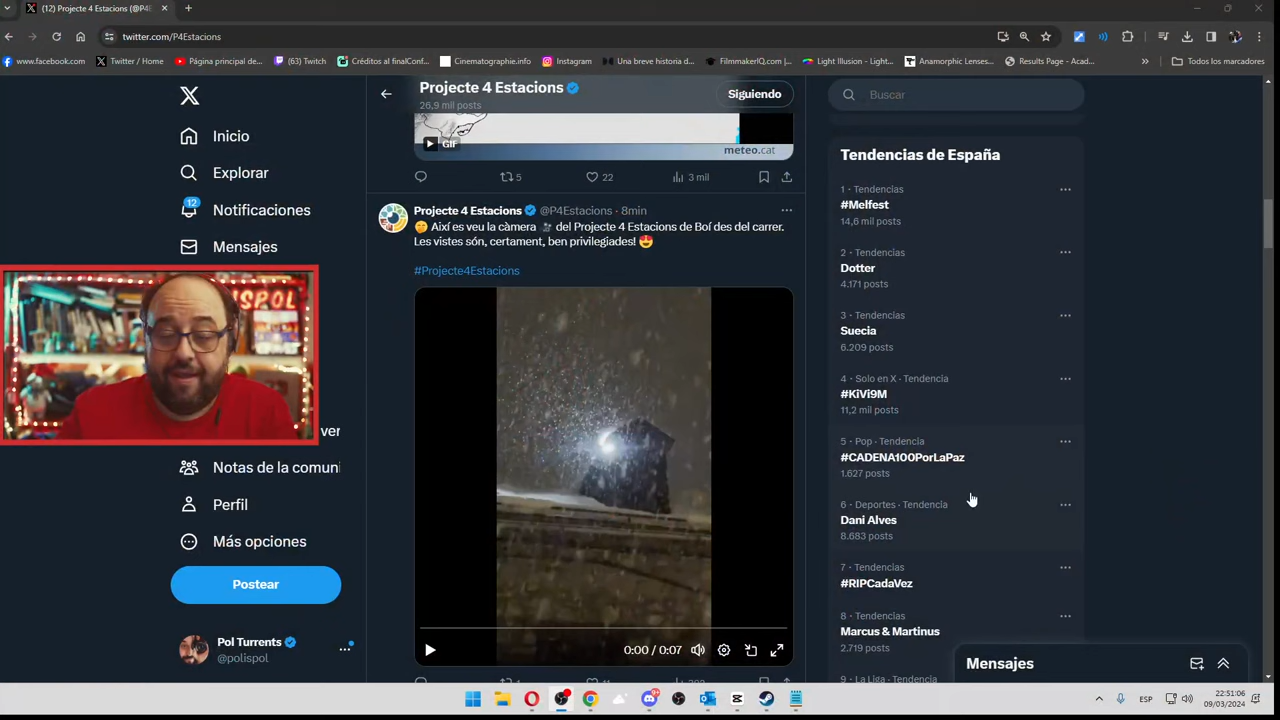 (12) Projecte 4 Estacions (@P4E
twitter.com/P4Estacions
www.facebook.com
Twitter / Home
Página principal de...
(63) Twitch
Créditos al finalConf...
Cinematographie.info
Instagram
Una breve historia d...
FilmmakerIQ.com |...
Light Illusion - Light...
Anamorphic Lenses...
Results Page - Acad...
»
Todos los marcadores
Inicio
Explorar
12
Notificaciones
Mensajes
ver
Notas de la comuni
Perfil
Más opciones
Postear
Pol Turrents
@polispol
Projecte 4 Estacions
26,9 mil posts
Siguiendo
GIF
meteo.cat
5
22
3 mil
Projecte 4 Estacions @P4Estacions · 8min
Així es veu la càmera del Projecte 4 Estacions de Boí des del carrer.
Les vistes són, certament, ben privilegiades!
#Projecte4Estacions
0:00 / 0:07
Buscar
Tendencias de España
1 · Tendencias
#Melfest
14,6 mil posts
2 · Tendencias
Dotter
4.171 posts
3 · Tendencias
Suecia
6.209 posts
4 · Solo en X · Tendencia
#KiVi9M
11,2 mil posts
5 · Pop · Tendencia
#CADENA100PorLaPaz
1.627 posts
6 · Deportes · Tendencia
Dani Alves
8.683 posts
7 · Tendencias
#RIPCadaVez
8 · Tendencias
Marcus & Martinus
2.719 posts
9 · La Liga · Tendencia
Mensajes
ESP
22:51:06
09/03/2024